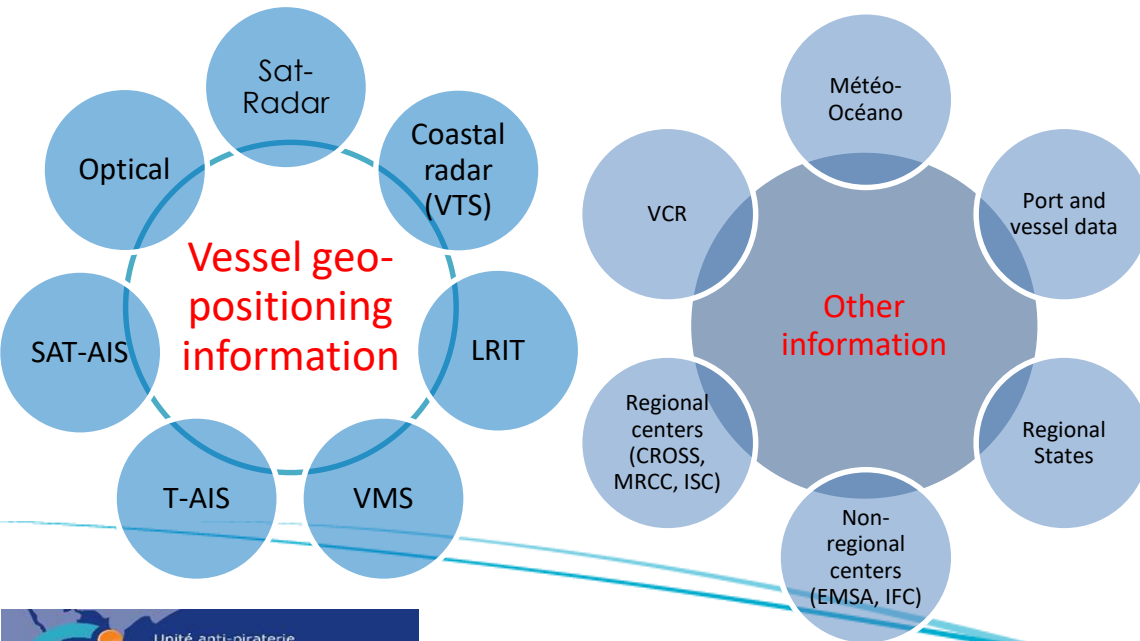 Sat-
Radar
Coastal
radar
(VTS)
LRIT
VMS
T-AIS
SAT-AIS
Optical
Vessel geo-
positioning
information
Météo-
Océano
Port and
vessel data
Regional
States
Non-
regional
centers
(EMSA, IFC)
Regional
centers
(CROSS,
MRCC, ISC)
VCR
Other
information
Unité anti-piraterie